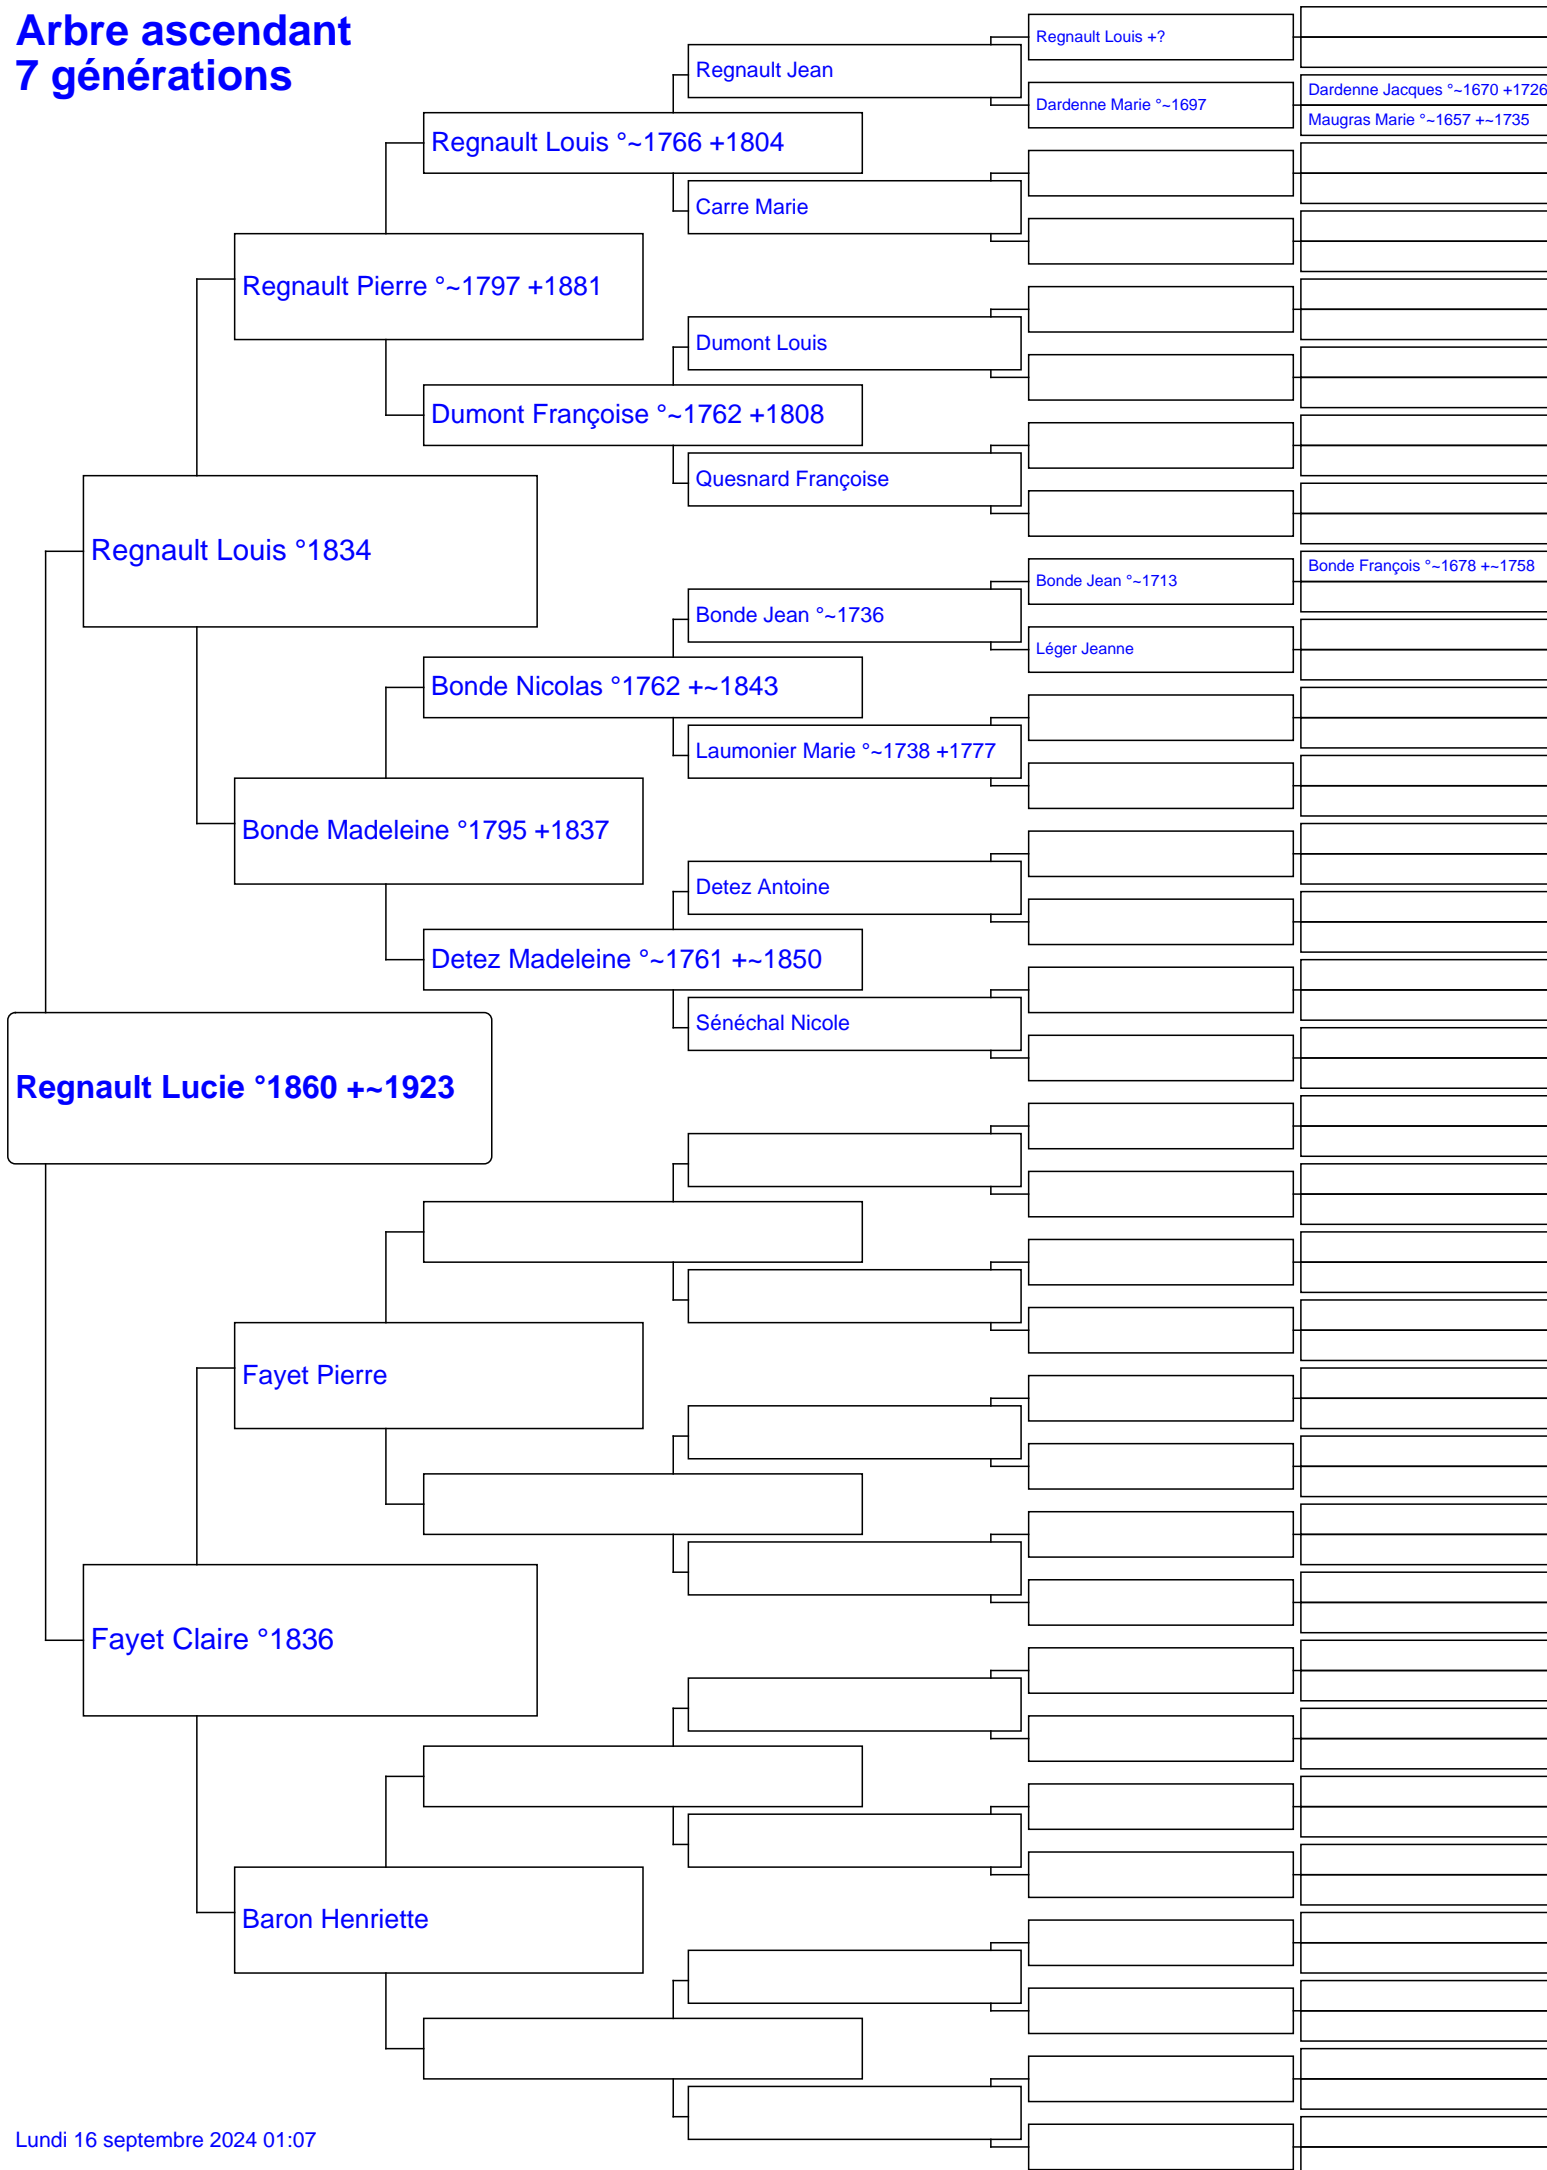 Arbre ascendant
7 générations
Regnault Lucie °1860 +~1923
Regnault Louis °1834
Fayet Claire °1836
Regnault Pierre °~1797 +1881
Bonde Madeleine °1795 +1837
Fayet Pierre
Baron Henriette
Regnault Louis °~1766 +1804
Dumont Françoise °~1762 +1808
Bonde Nicolas °1762 +~1843
Detez Madeleine °~1761 +~1850
Regnault Jean
Carre Marie
Dumont Louis
Quesnard Françoise
Bonde Jean °~1736
Laumonier Marie °~1738 +1777
Detez Antoine
Sénéchal Nicole
Regnault Louis +?
Dardenne Marie °~1697
Bonde Jean °~1713
Léger Jeanne
Dardenne Jacques °~1670 +1726
Maugras Marie °~1657 +~1735
Bonde François °~1678 +~1758
Lundi 16 septembre 2024 01:07